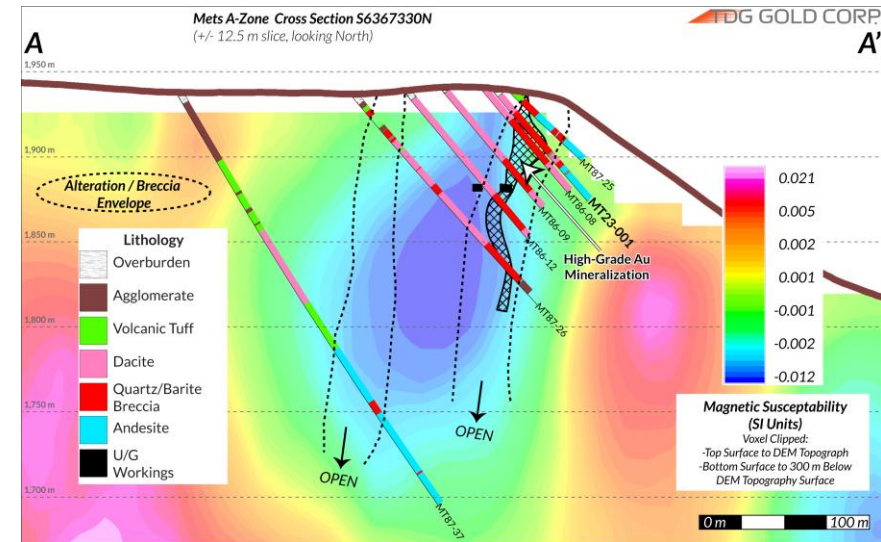 Mets A-Zone Cross Section S6367330N
(+/- 12.5 m slice, looking North)
TDG GOLD CORP.
A
A'
1,950 m
1,900 m
1,850 m
1,800 m
1,750 m
1,700 m
Alteration / Breccia
Envelope
Lithology
Overburden
Agglomerate
Volcanic Tuff
Dacite
Quartz/Barite
Breccia
Andesite
U/G
Workings
MT87-25
MT23-001
MT86-08
MT86-09
MT86-12
MT87-26
MT87-37
High-Grade Au
Mineralization
OPEN
OPEN
0.021
0.005
0.002
0.001
-0.001
-0.002
-0.012
Magnetic Susceptability
(SI Units)
Voxel Clipped:
-Top Surface to DEM Topograph
-Bottom Surface to 300 m Below
DEM Topography Surface
0 m
100 m